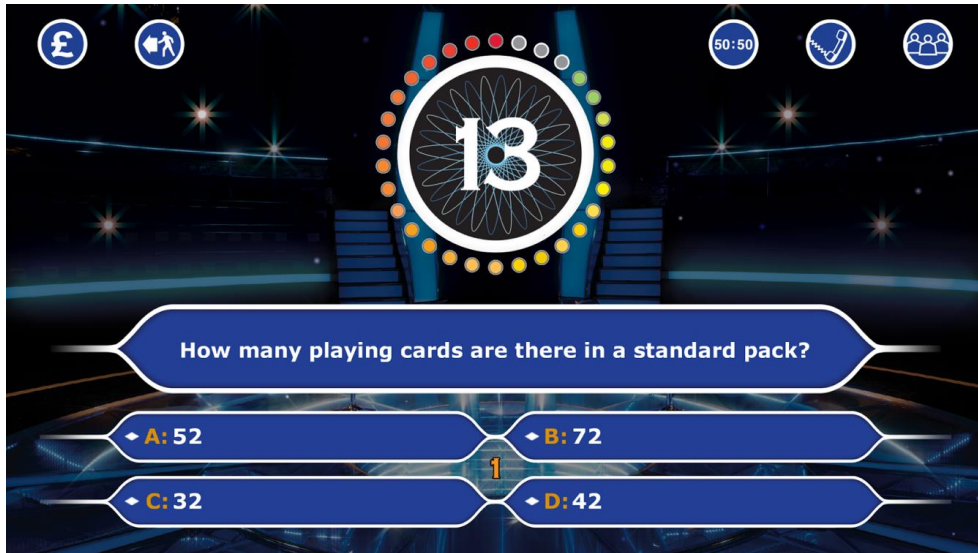 £
50:50
13
How many playing cards are there in a standard pack?
A: 52
B: 72
1
C: 32
D: 42